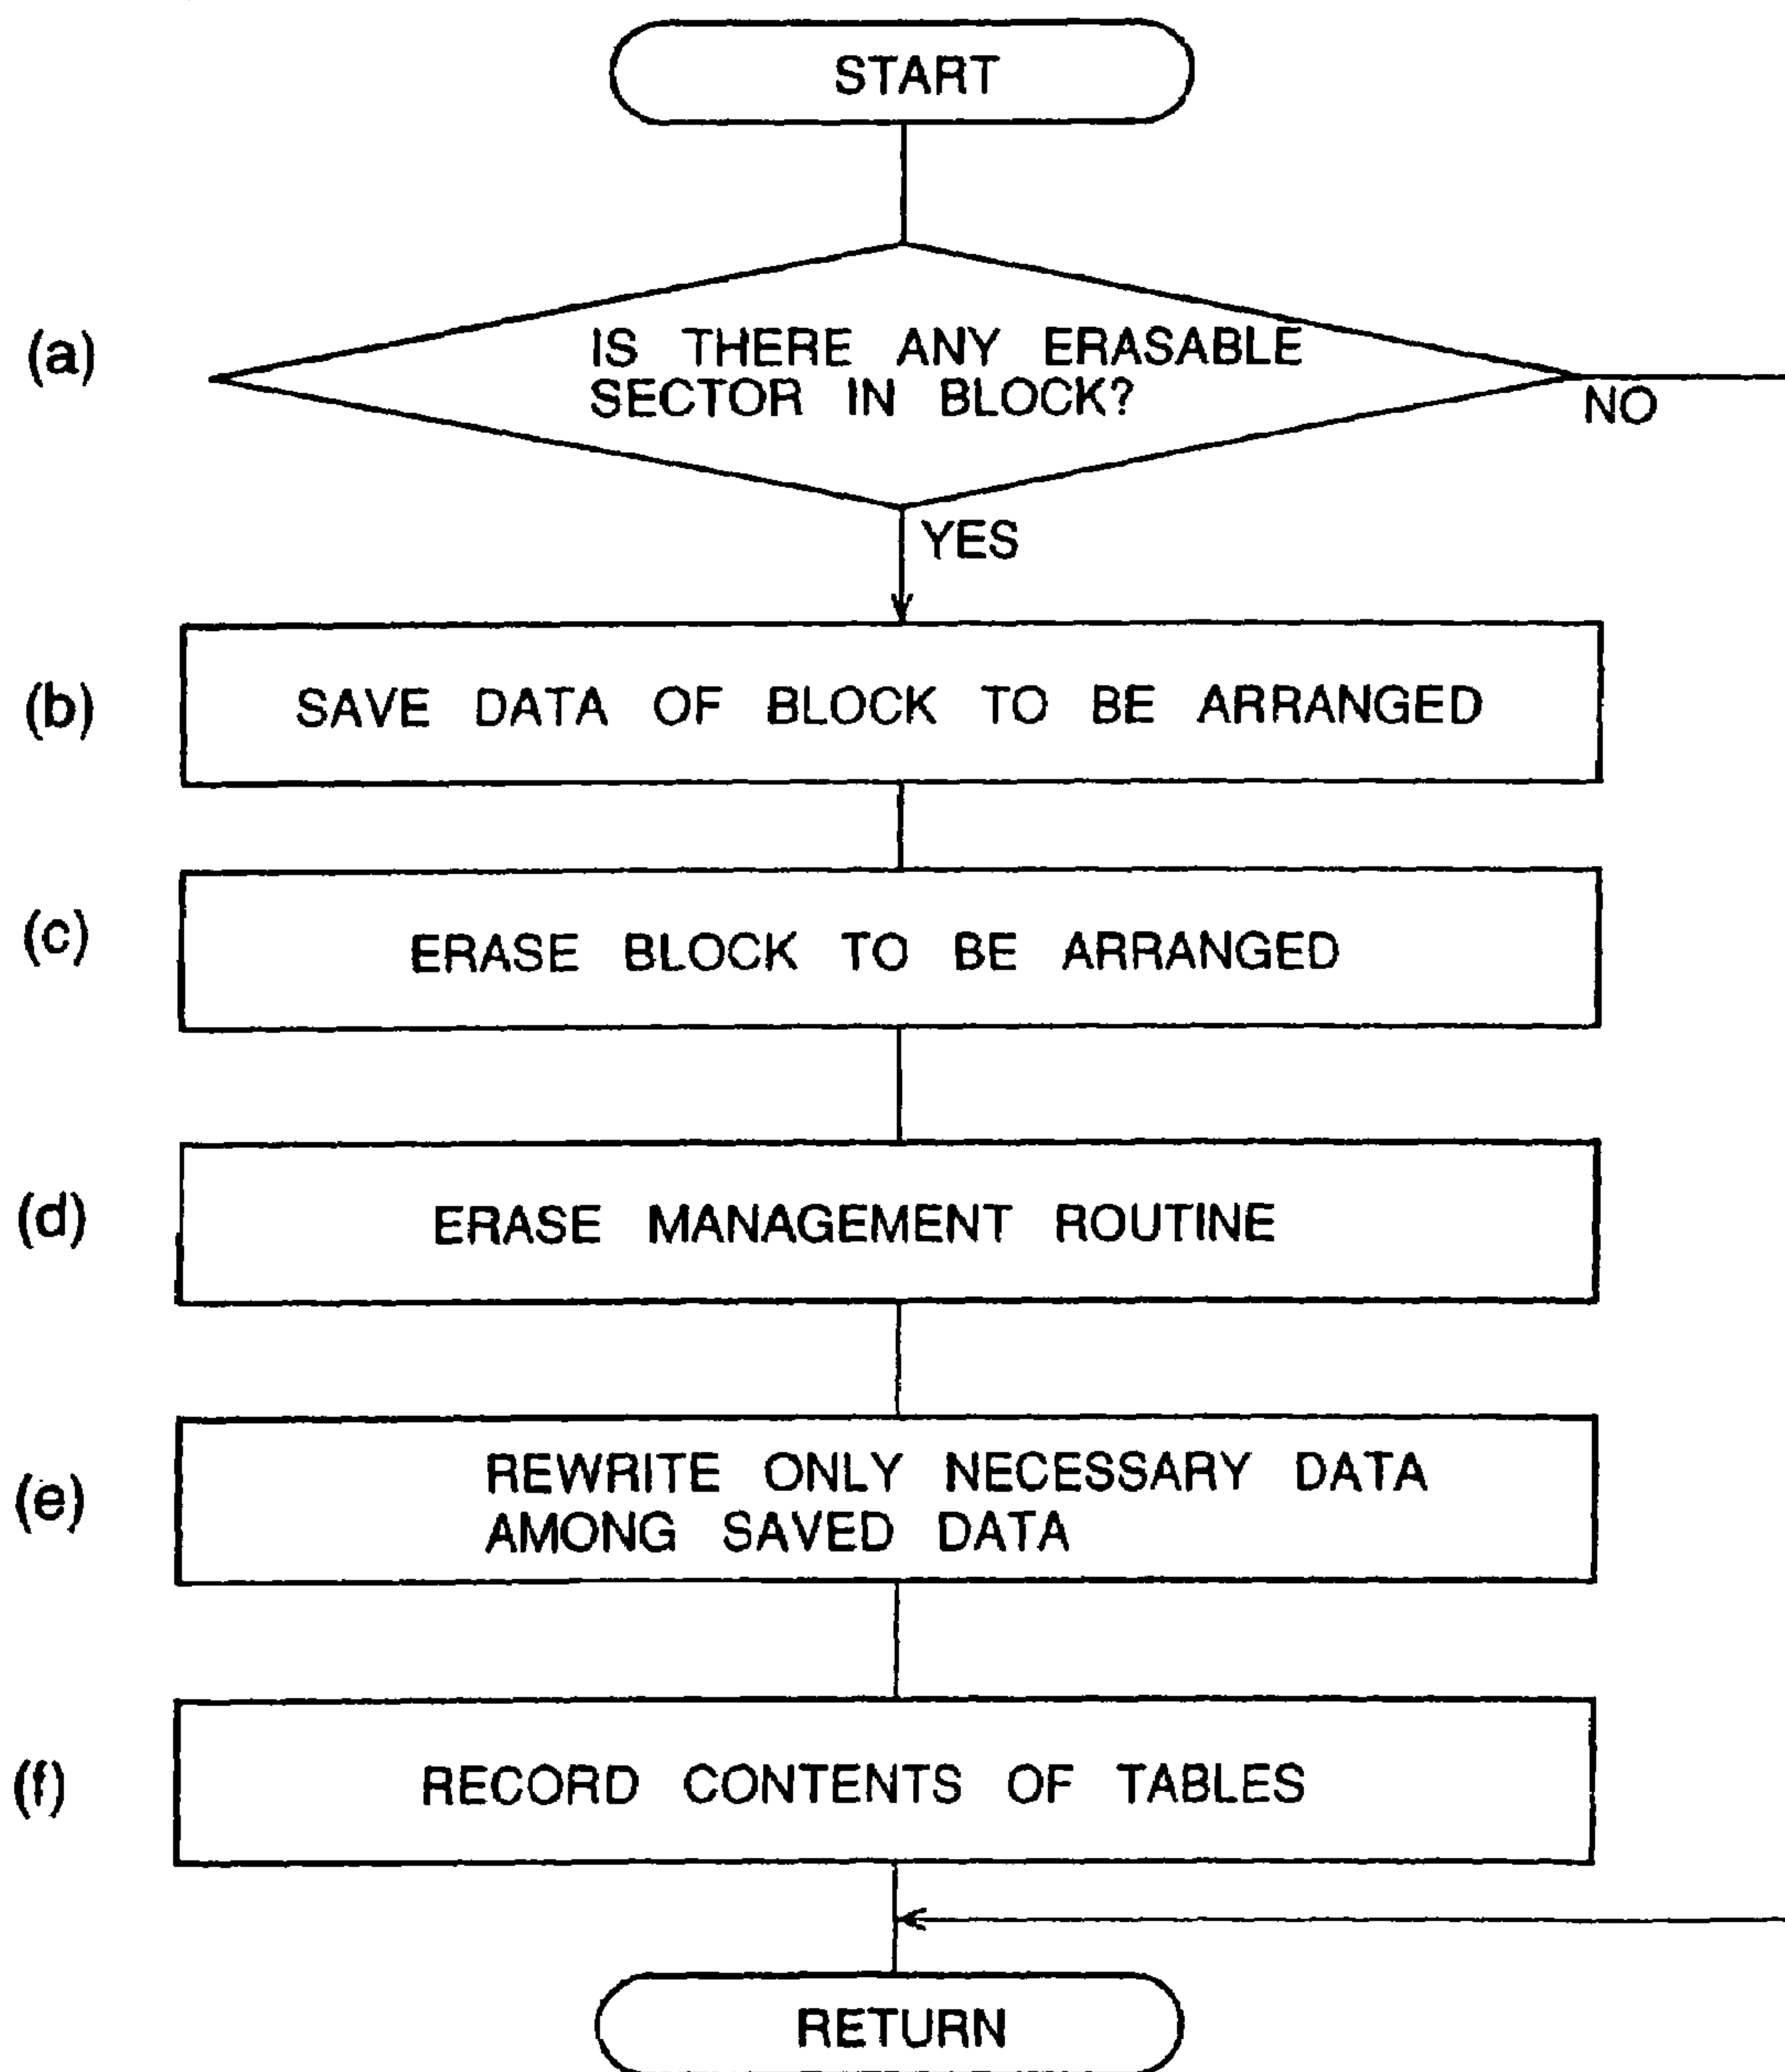 START
(a)
IS THERE ANY ERASABLE
SECTOR IN BLOCK?
NO
YES
(b)
SAVE DATA OF BLOCK TO BE ARRANGED
(c)
ERASE BLOCK TO BE ARRANGED
(d)
ERASE MANAGEMENT ROUTINE
(e)
REWRITE ONLY NECESSARY DATA
AMONG SAVED DATA
(f)
RECORD CONTENTS OF TABLES
RETURN